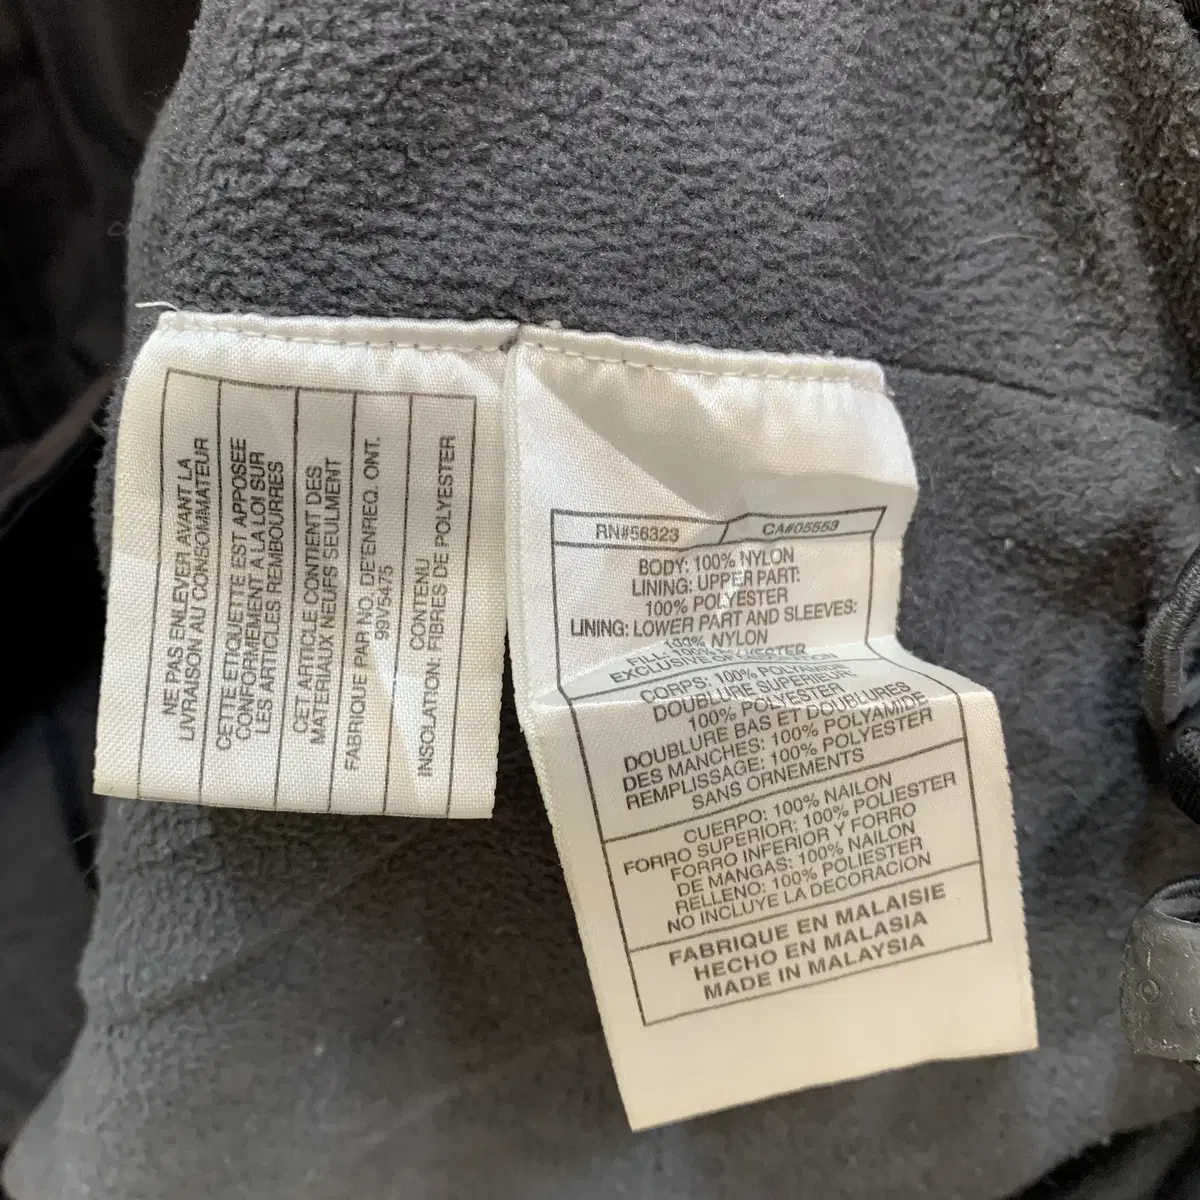 NE PAS ENLEVER AVANT LA
LIVRAISON AU CONSOMMATEUR
CETTE ETIQUETTE EST APPOSEE
CONFORMEMENT A LA LOI SUR
LES ARTICLES REMBOURRES
CET ARTICLE CONTIENT DES
MATERIAUX NEUFS SEULMENT
FABRIQUE PAR NO. D'ENREQ. ONT.
99V5475
CONTENU
INSOLATION: FIBRES DE POLYESTER
RN#56323
CA#05553
BODY: 100% NYLON
LINING: UPPER PART:
100% POLYESTER
LINING: LOWER PART AND SLEEVES:
100% NYLON
FILL: 100% POLYESTER
EXCLUSIVE OF
CORPS: 100% POLYAMIDE
DOUBLURE SUPERIEUR:
100% POLYESTER
DOUBLURE BAS ET DOUBLURES
DES MANCHES: 100% POLYAMIDE
REMPLISSAGE: 100% POLYESTER
SANS ORNEMENTS
CUERPO: 100% NAILON
FORRO SUPERIOR: 100% POLIESTER
FORRO INFERIOR Y FORRO
DE MANGAS: 100% NAILON
RELLENO: 100% POLIESTER
NO INCLUYE LA DECORACION
FABRIQUE EN MALAISIE
HECHO EN MALASIA
MADE IN MALAYSIA